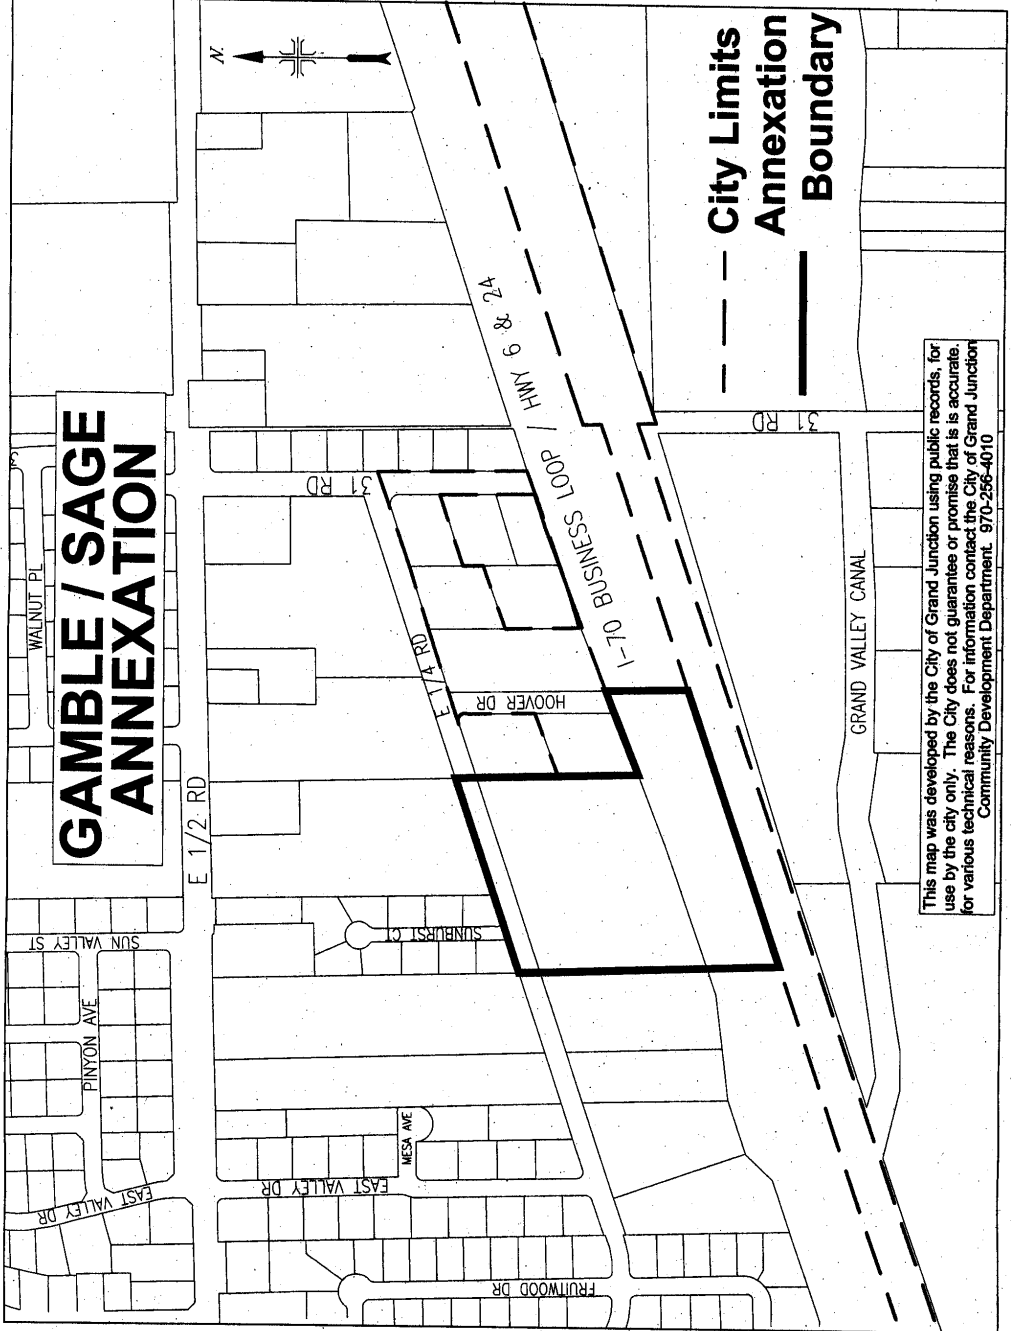 GAMBLE / SAGE
ANNEXATION
N
WALNUT PL
E 1/2 RD
SUN VALLEY ST
PINYON AVE
EAST VALLEY DR
EAST VALLEY DR
MESA AVE
FRUITWOOD DR
SUNBURST CT
E 1/4 RD
HOOVER DR
31 RD
I-70 BUSINESS LOOP / HWY 6 & 24
31 RD
GRAND VALLEY CANAL
City Limits
Annexation
Boundary
This map was developed by the City of Grand Junction using public records, for
use by the city only. The City does not guarantee or promise that is is accurate.
for various technical reasons. For information contact the City of Grand Junction
Community Development Department. 970-256-4010